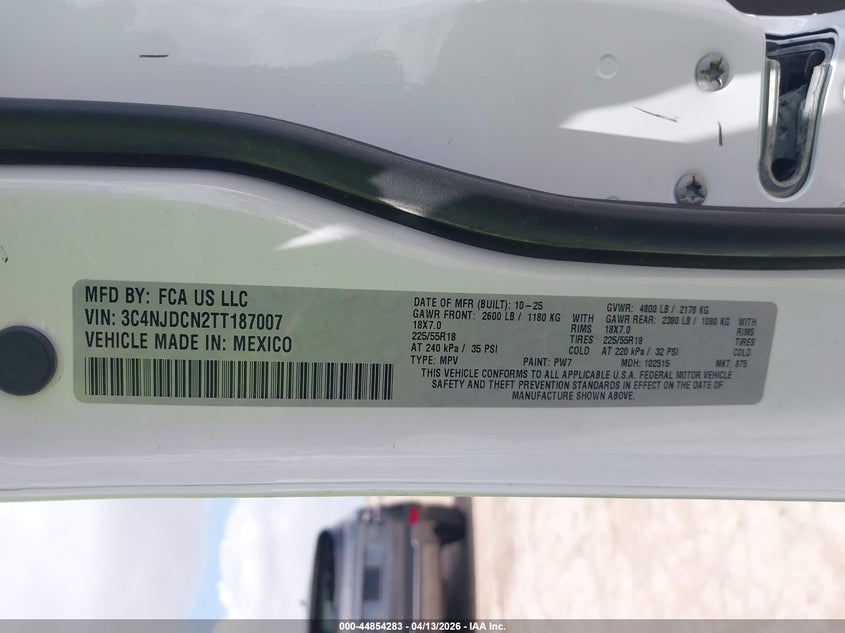 MFD BY: FCA US LLC
VIN: 3C4NJDCN2TT187007
VEHICLE MADE IN: MEXICO
DATE OF MFR (BUILT): 10-25
GVWR: 4800 LB / 2178 KG
GAWR FRONT: 2600 LB / 1180 KG WITH
18X7.0 RIMS
225/55R18 TIRES
AT 240 kPa / 35 PSI COLD
GAWR REAR: 2380 LB / 1080 KG WITH
18X7.0 RIMS
225/55R18 TIRES
AT 220 kPa / 32 PSI COLD
TYPE: MPV PAINT: PW7 MDH: 102515 MKT: 875
THIS VEHICLE CONFORMS TO ALL APPLICABLE U.S.A. FEDERAL MOTOR VEHICLE
SAFETY AND THEFT PREVENTION STANDARDS IN EFFECT ON THE DATE OF
MANUFACTURE SHOWN ABOVE.
000-44854283 - 04/13/2026 - IAA Inc.